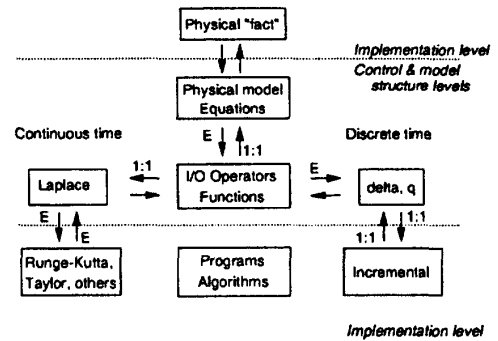 Physical "fact"
Implementation level
Control & model
structure levels
Physical model
Equations
Continuous time
E
1:1
Discrete time
1:1
I/O Operators
Functions
E
Laplace
delta, q
E
E
1:1
1:1
Runge-Kutta,
Taylor, others
Programs
Algorithms
Incremental
Implementation level